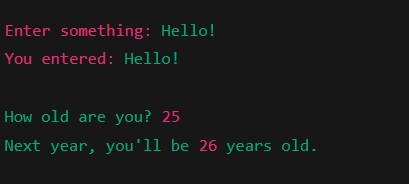 Enter something: Hello!
You entered: Hello!
How old are you? 25
Next year, you'll be 26 years old.